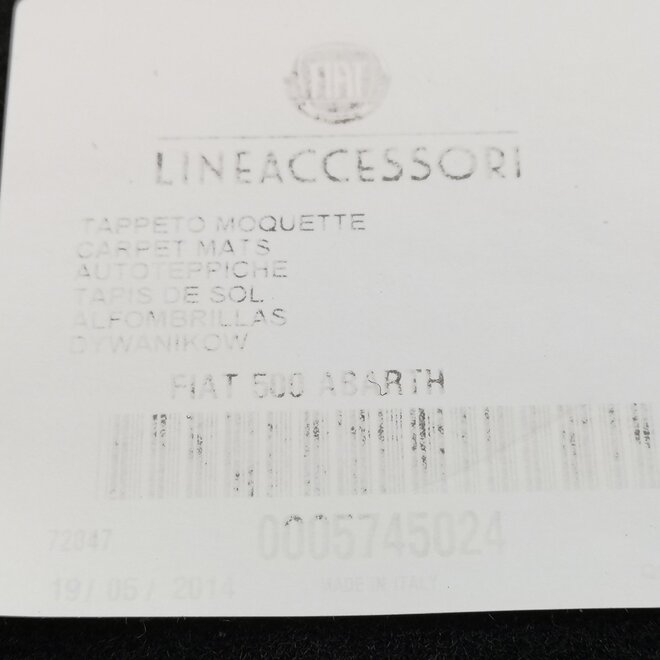 FIAT
LINEACCESSORI
TAPPETO MOQUETTE
CARPET MATS
AUTOTEPPICHE
TAPIS DE SOL
ALFOMBRILLAS
DYWANIKOW
FIAT 500 ABARTH
72847
0005745024
19/ 05/ 2014
MADE IN ITALY